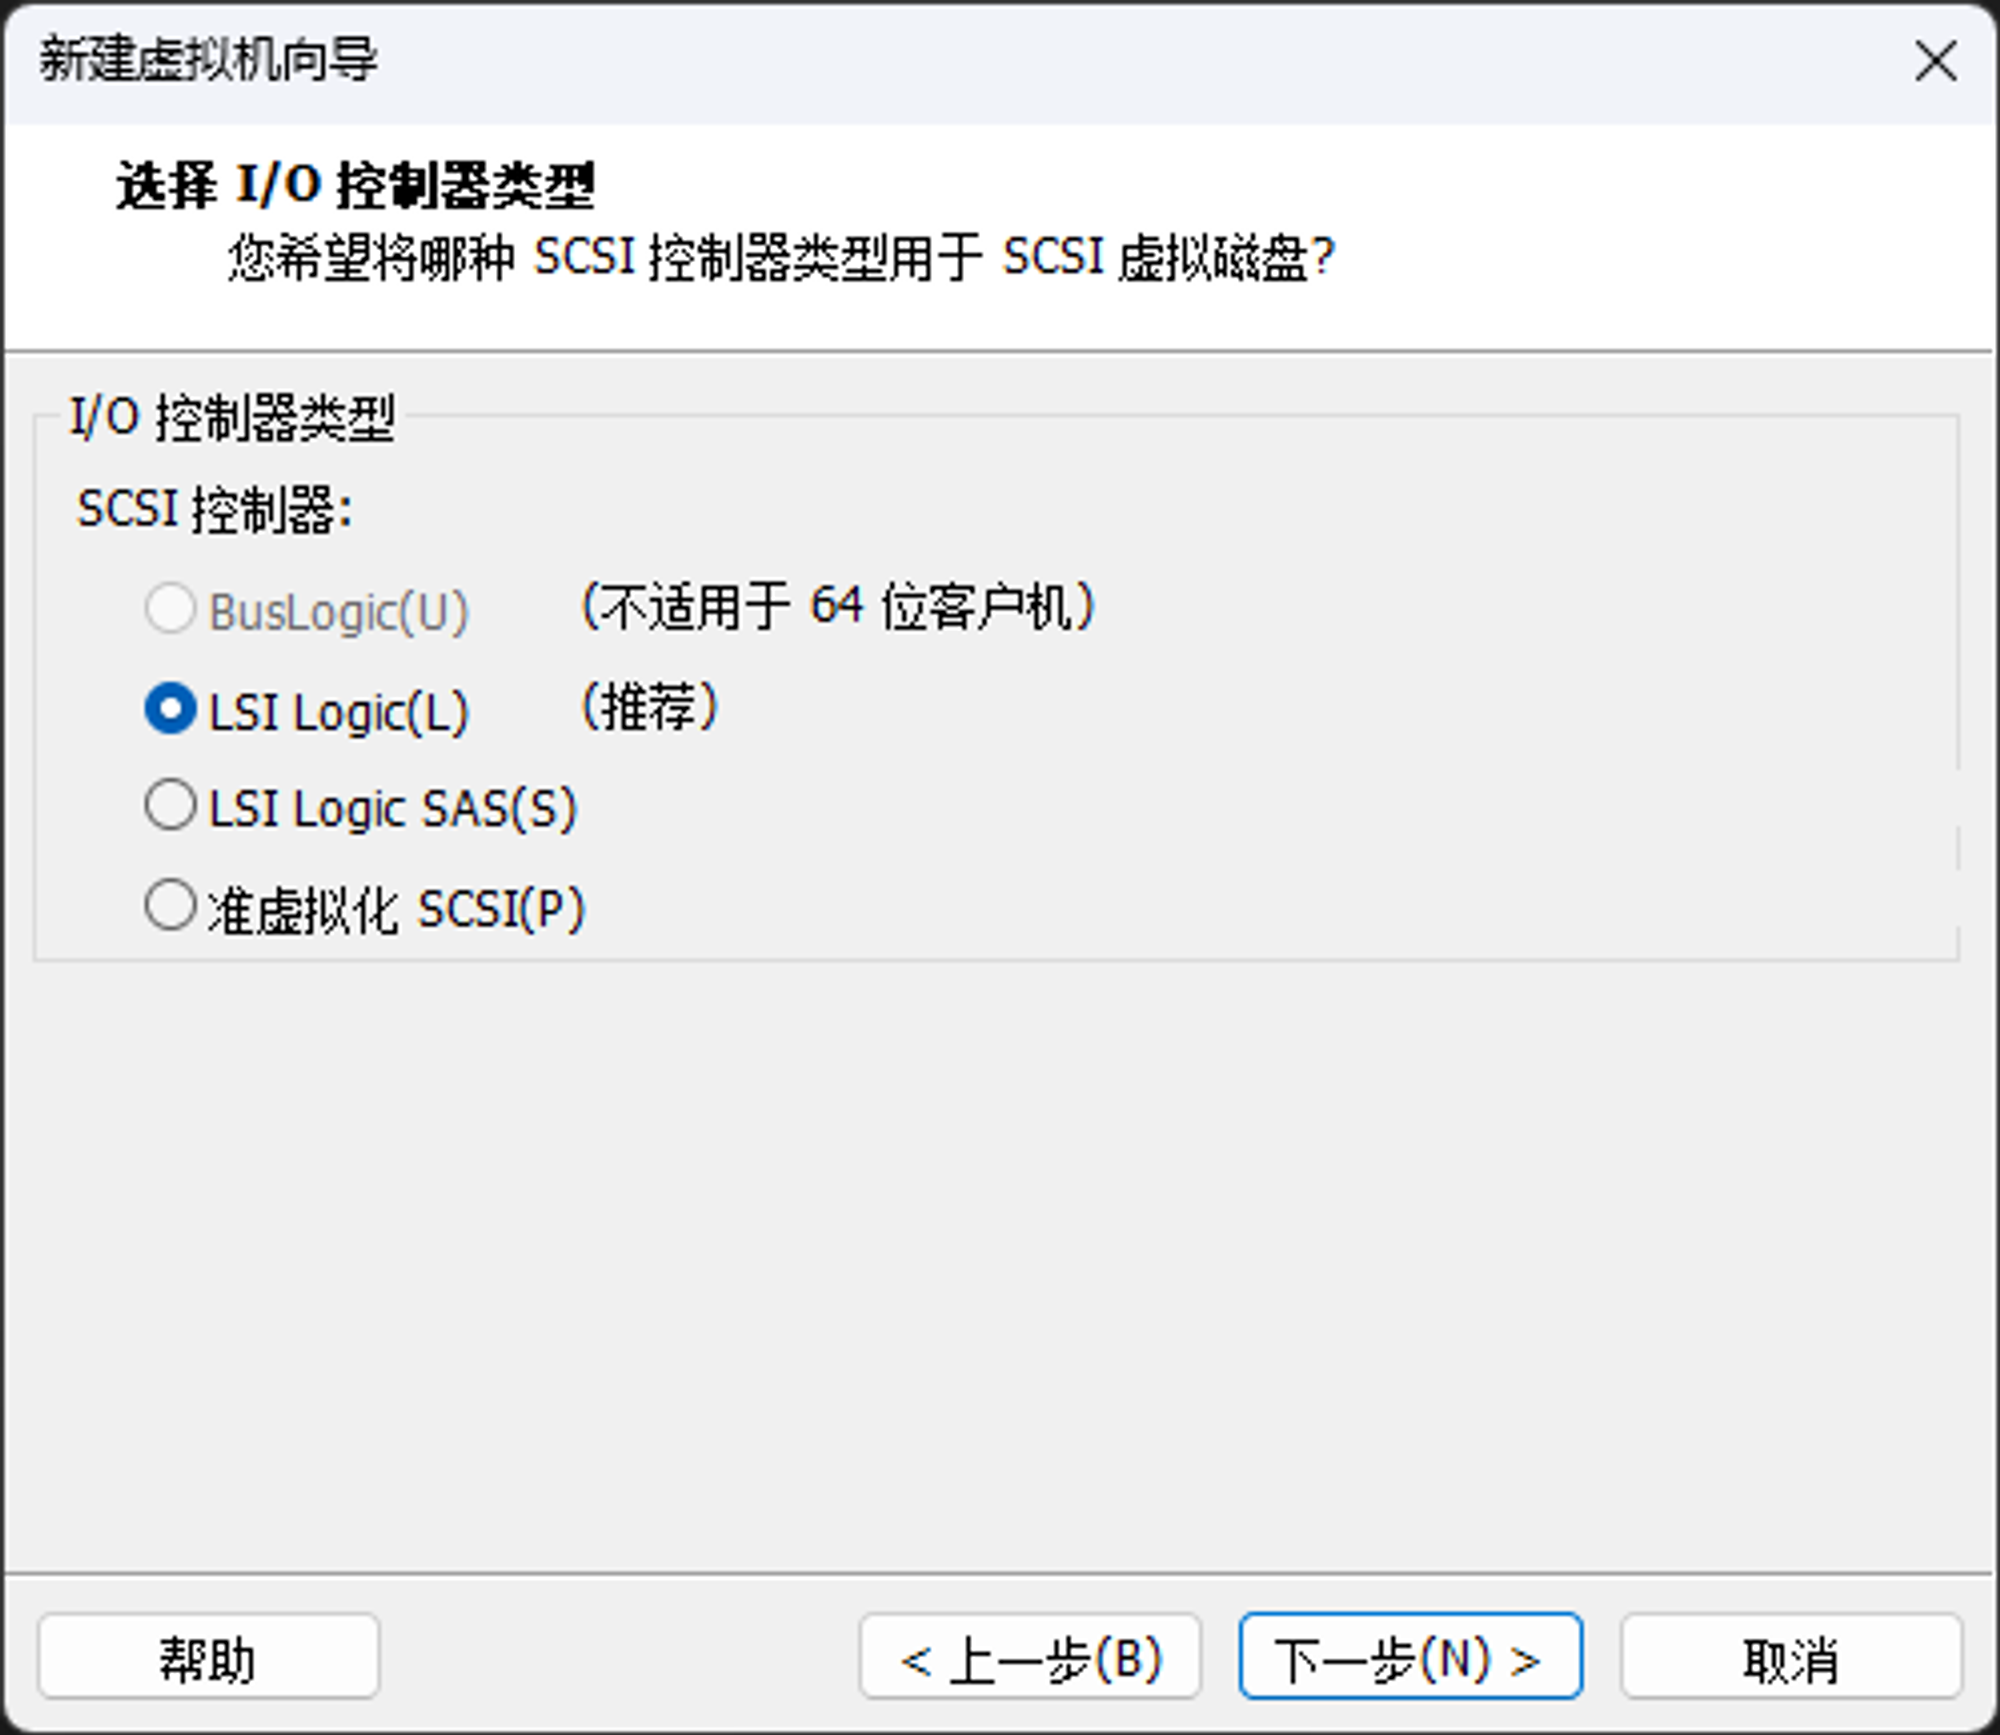 新建虚拟机向导
选择 I/O 控制器类型
您希望将哪种 SCSI 控制器类型用于 SCSI 虚拟磁盘?
I/O 控制器类型
SCSI 控制器:
BusLogic(U) (不适用于 64 位客户机)
LSI Logic(L) (推荐)
LSI Logic SAS(S)
准虚拟化 SCSI(P)
帮助 < 上一步(B) 下一步(N) > 取消